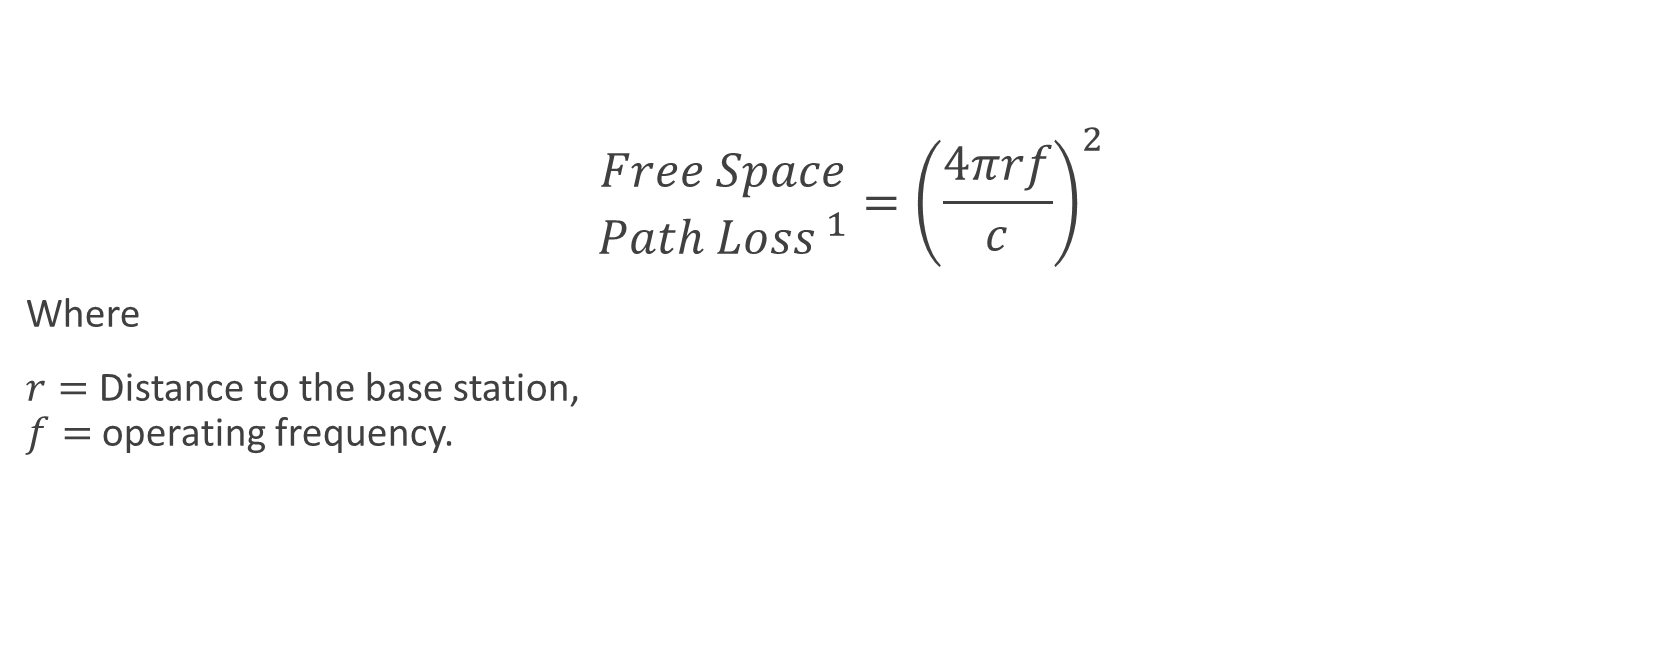 Free Space
Path Loss ¹ = (4πrf / c)²
Where
r = Distance to the base station,
f = operating frequency.